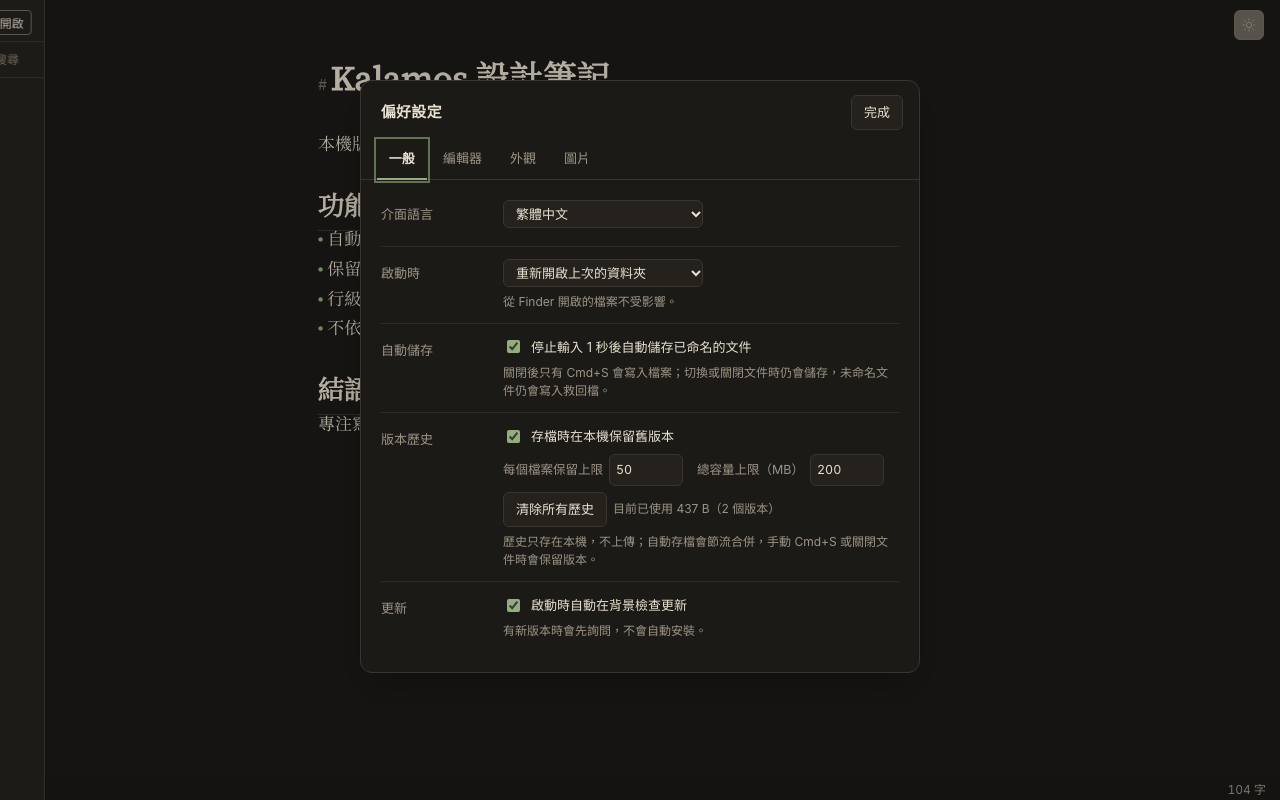 開啟
搜尋
# Kalamos 設計筆記
本機
偏好設定
完成
一般 編輯器 外觀 圖片
功能
• 自動
• 保留
• 行級
• 不依
結語
專注
介面語言 繁體中文
啟動時 重新開啟上次的資料夾
從 Finder 開啟的檔案不受影響。
自動儲存 停止輸入 1 秒後自動儲存已命名的文件
關閉後只有 Cmd+S 會寫入檔案；切換或關閉文件時仍會儲存，未命名文
件仍會寫入救回檔。
版本歷史 存檔時在本機保留舊版本
每個檔案保留上限 50 總容量上限（MB） 200
清除所有歷史 目前已使用 437 B（2 個版本）
歷史只存在本機，不上傳；自動存檔會節流合併，手動 Cmd+S 或關閉文
件時會保留版本。
更新 啟動時自動在背景檢查更新
有新版本時會先詢問，不會自動安裝。
104 字